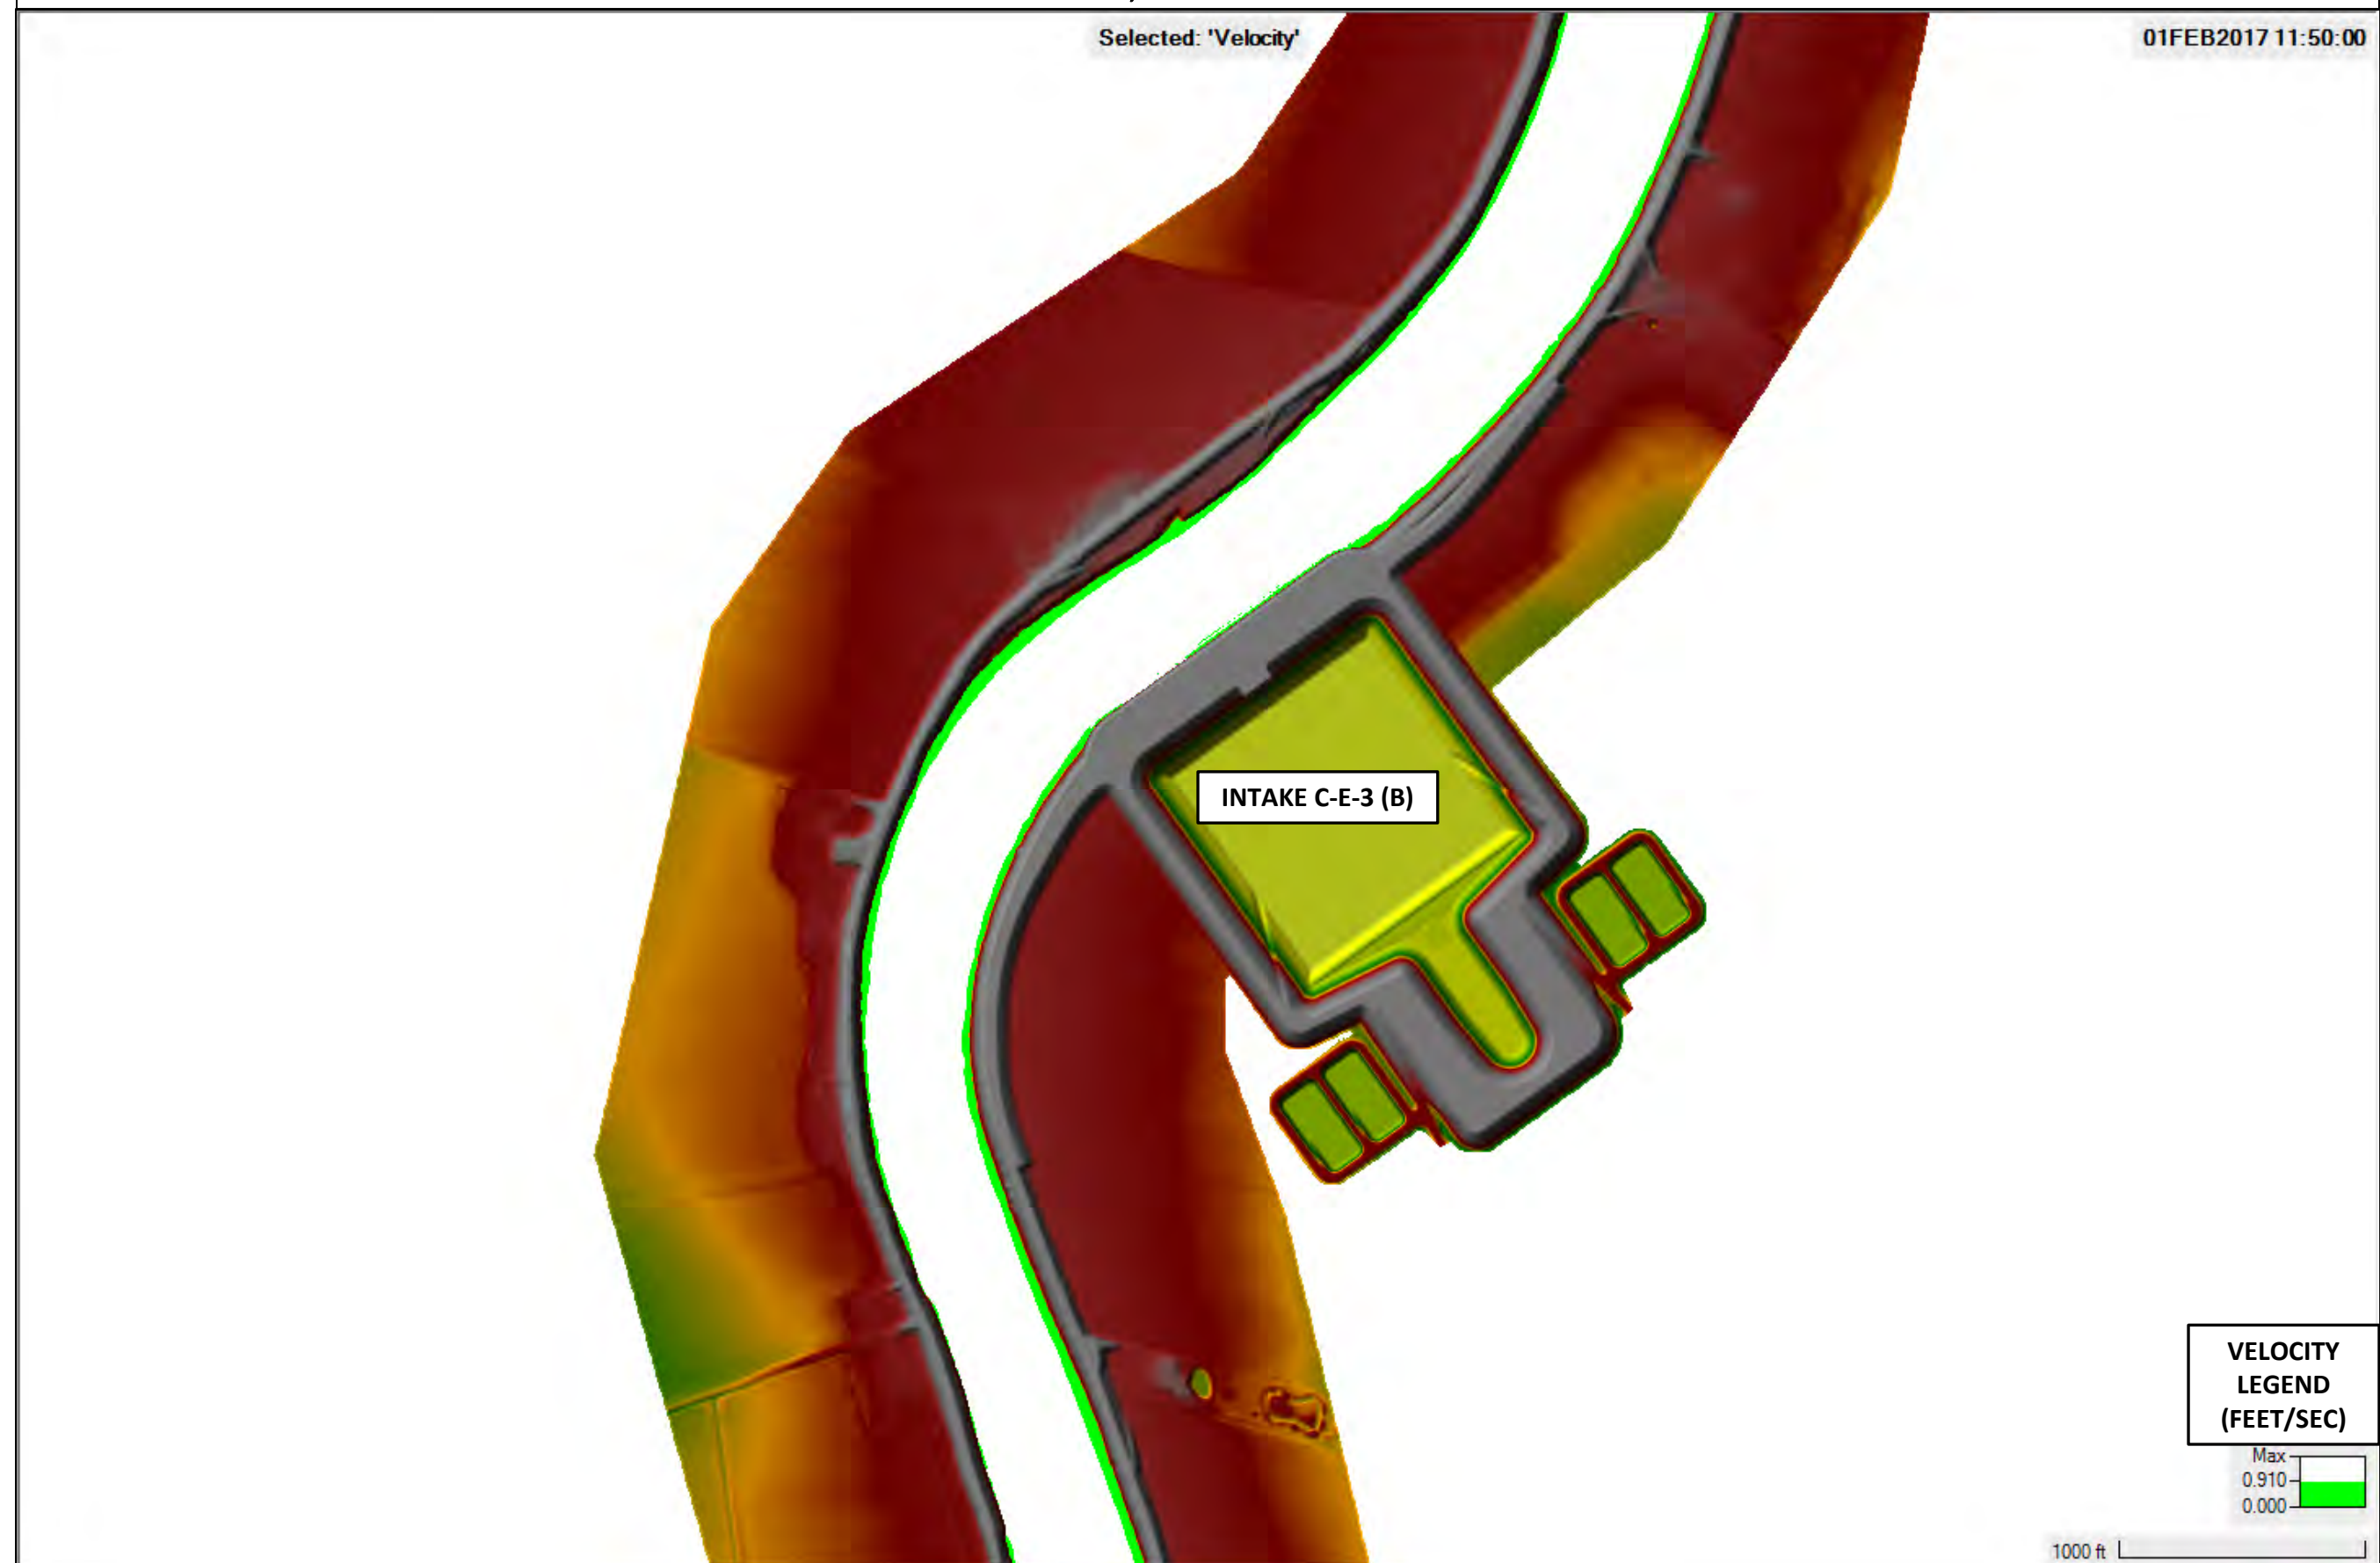 Selected: 'Velocity'
01FEB2017 11:50:00
INTAKE C-E-3 (B)
VELOCITY
LEGEND
(FEET/SEC)
Max
0.910
0.000
1000 ft